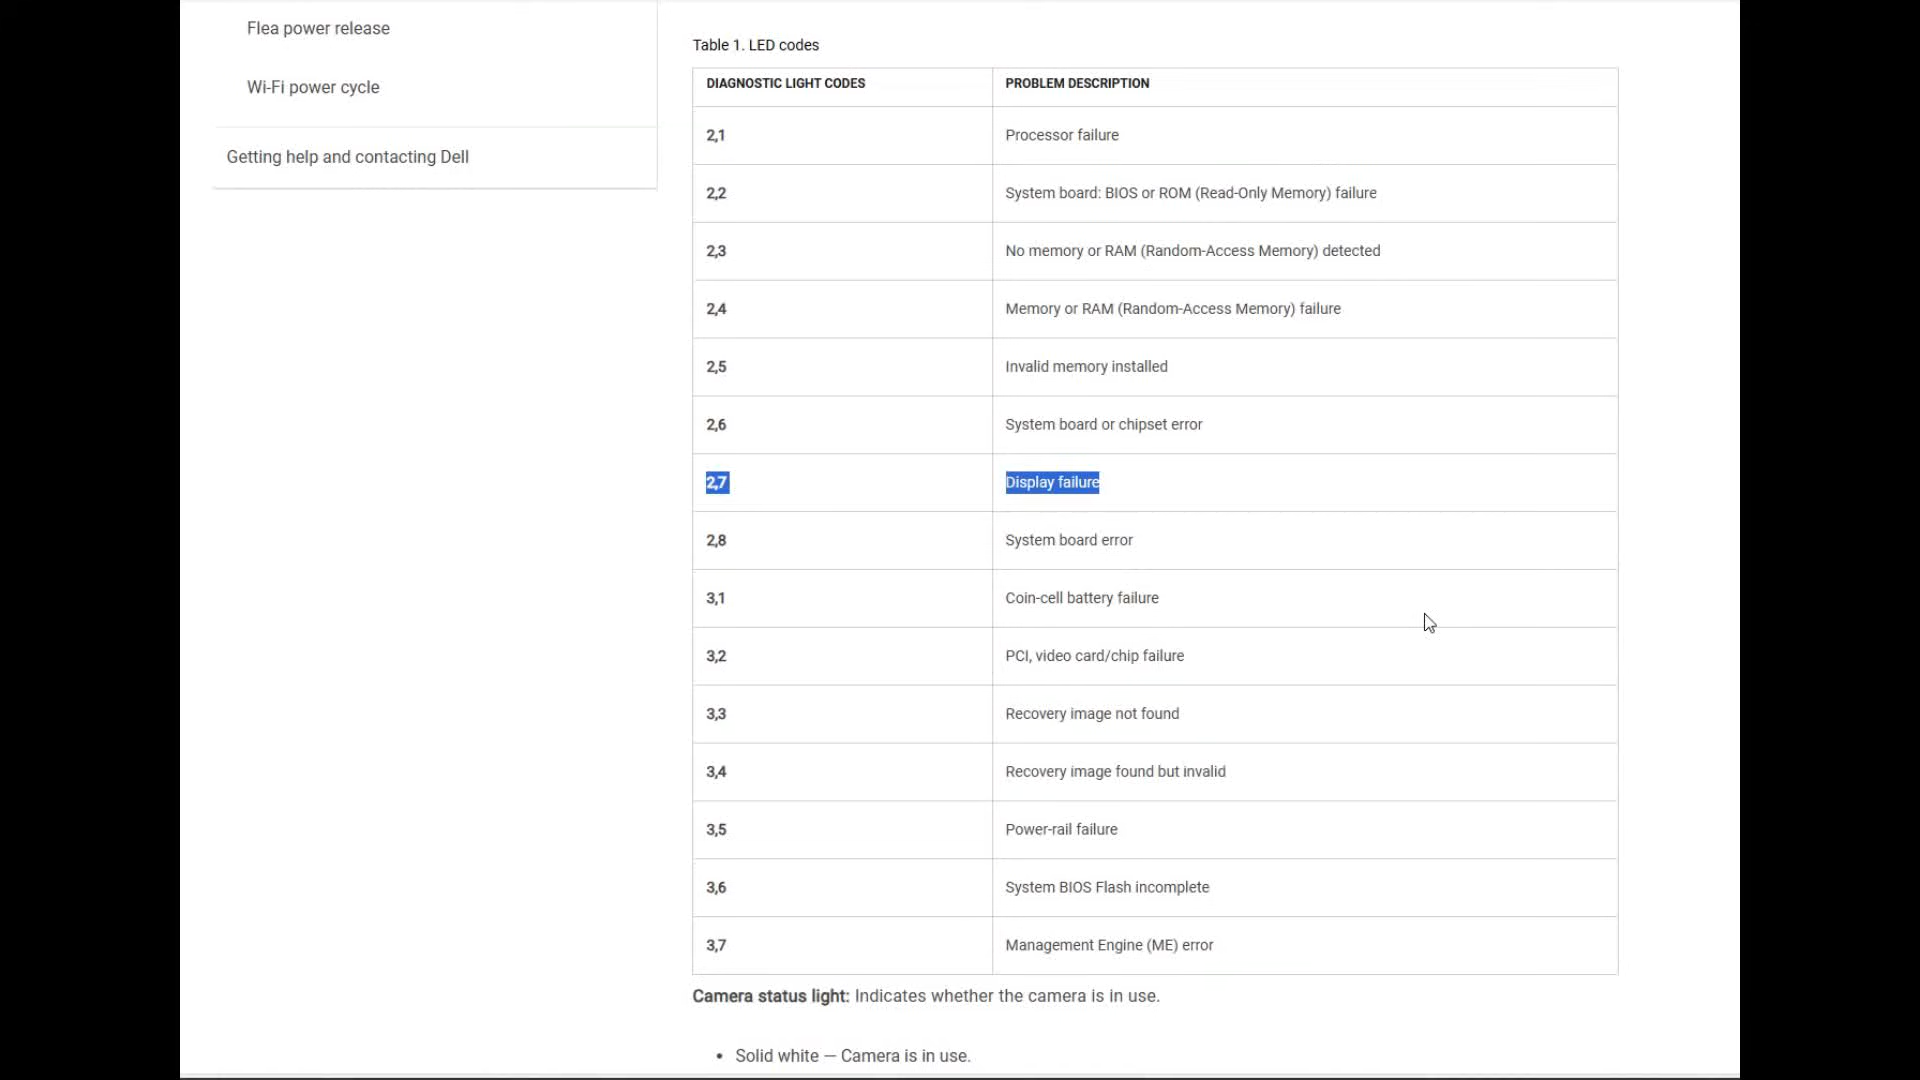 Flea power release
Wi-Fi power cycle
Getting help and contacting Dell
Table 1. LED codes
DIAGNOSTIC LIGHT CODES PROBLEM DESCRIPTION
2,1 Processor failure
2,2 System board: BIOS or ROM (Read-Only Memory) failure
2,3 No memory or RAM (Random-Access Memory) detected
2,4 Memory or RAM (Random-Access Memory) failure
2,5 Invalid memory installed
2,6 System board or chipset error
2,7 Display failure
2,8 System board error
3,1 Coin-cell battery failure
3,2 PCI, video card/chip failure
3,3 Recovery image not found
3,4 Recovery image found but invalid
3,5 Power-rail failure
3,6 System BIOS Flash incomplete
3,7 Management Engine (ME) error
Camera status light: Indicates whether the camera is in use.
• Solid white — Camera is in use.